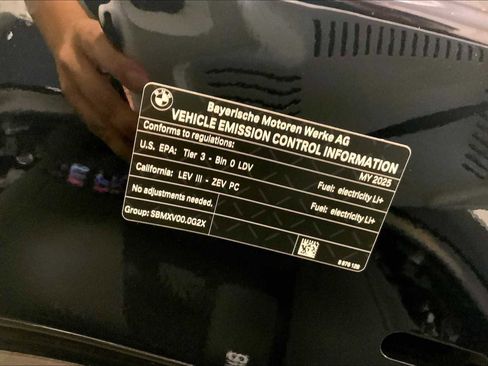 BMW
Bayerische Motoren Werke AG
VEHICLE EMISSION CONTROL INFORMATION
Conforms to regulations: MY 2025
U.S. EPA: Tier 3 - Bin 0 LDV Fuel: electricity Li+
California: LEV III - ZEV PC Fuel: electricity Li+
No adjustments needed.
Group: SBMXV00.0G2X